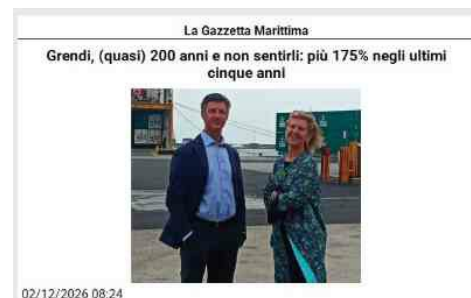 La Gazzetta Marittima
Grendi, (quasi) 200 anni e non sentirli: più 175% negli ultimi
cinque anni
02/12/2026 08:24